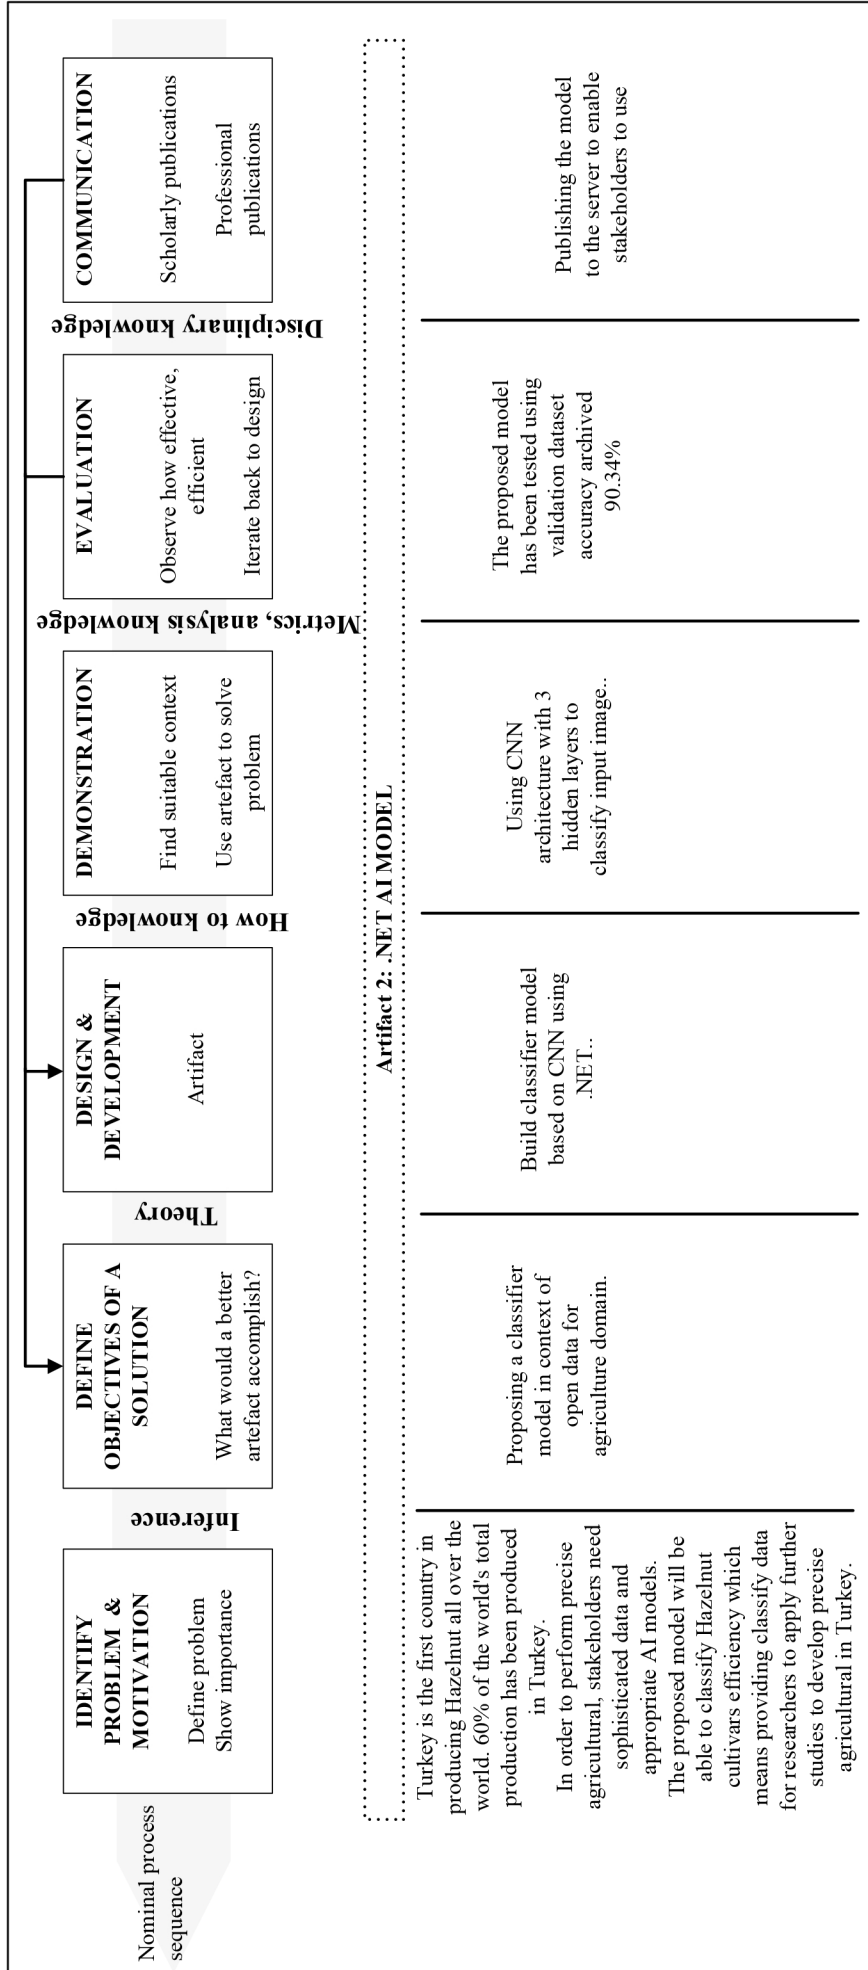 Nominal process
sequence
IDENTIFY
PROBLEM &
MOTIVATION
Define problem
Show importance
Inference
DEFINE
OBJECTIVES OF A
SOLUTION
What would a better
artefact accomplish?
Theory
DESIGN &
DEVELOPMENT
Artifact
How to knowledge
DEMONSTRATION
Find suitable context
Use artefact to solve
problem
Metrics, analysis knowledge
EVALUATION
Observe how effective,
efficient
Iterate back to design
Disciplinary knowledge
COMMUNICATION
Scholarly publications
Professional
publications
Artifact 2: .NET AI MODEL
Turkey is the first country in
producing Hazelnut all over the
world. 60% of the world's total
production has been produced
in Turkey.
In order to perform precise
agricultural, stakeholders need
sophisticated data and
appropriate AI models.
The proposed model will be
able to classify Hazelnut
cultivars efficiency which
means providing classify data
for researchers to apply further
studies to develop precise
agricultural in Turkey.
Proposing a classifier
model in context of
open data for
agriculture domain.
Build classifier model
based on CNN using
.NET..
Using CNN
architecture with 3
hidden layers to
classify input image..
The proposed model
has been tested using
validation dataset
accuracy archived
90.34%
Publishing the model
to the server to enable
stakeholders to use